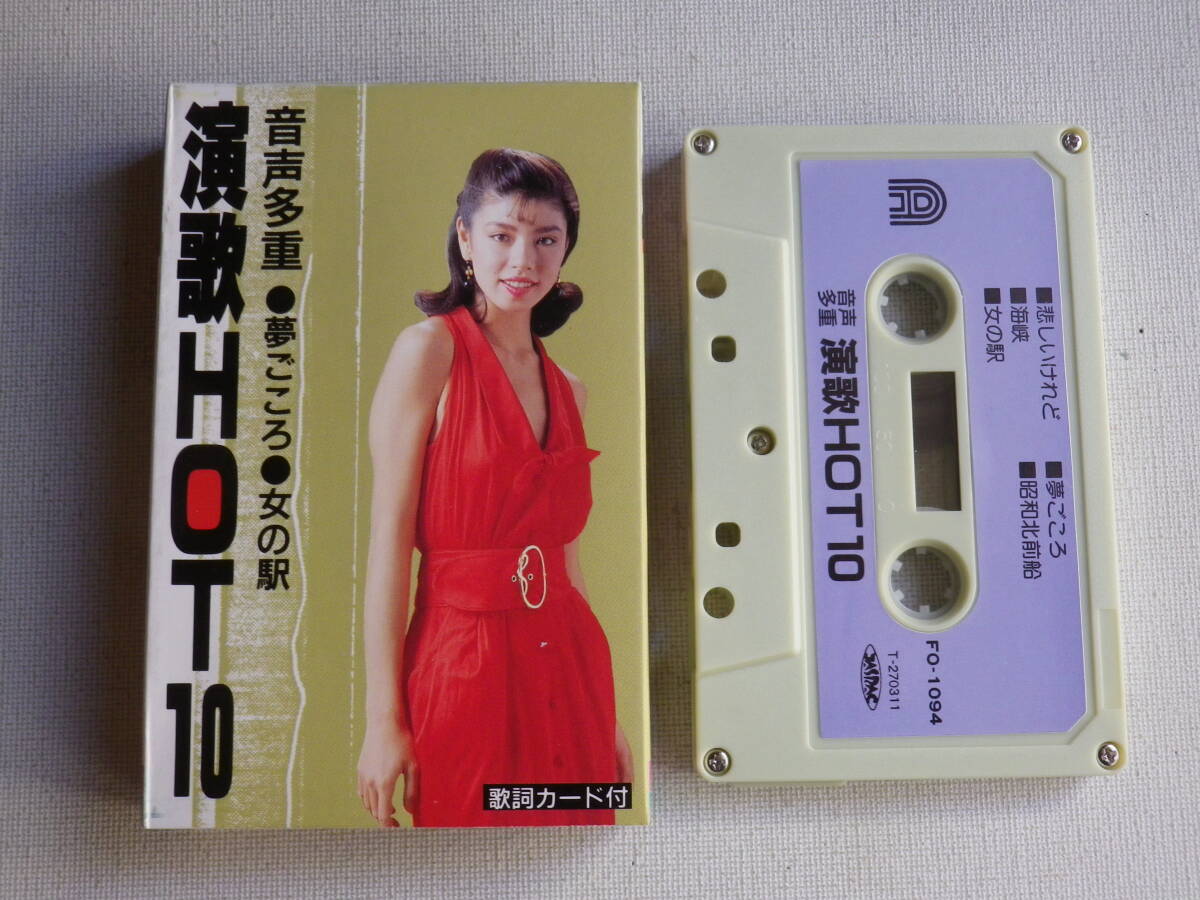 演歌HOT10
音声多重 ●夢ごころ●女の駅
歌詞カード付
A
■悲しいけれど
■海峡
■女の駅
■夢ごころ
■昭和北前船
音声
多重
演歌HOT10
FO-1094
T-270311
JASPAC